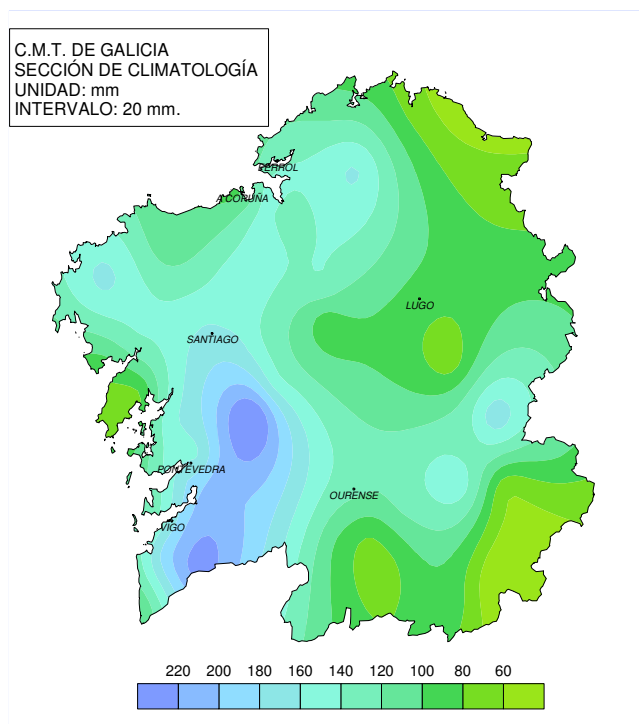 C.M.T. DE GALICIA
SECCIÓN DE CLIMATOLOGÍA
UNIDAD: mm
INTERVALO: 20 mm.
FERROL
A CORUÑA
LUGO
SANTIAGO
PONTEVEDRA
OURENSE
VIGO
220 200 180 160 140 120 100 80 60